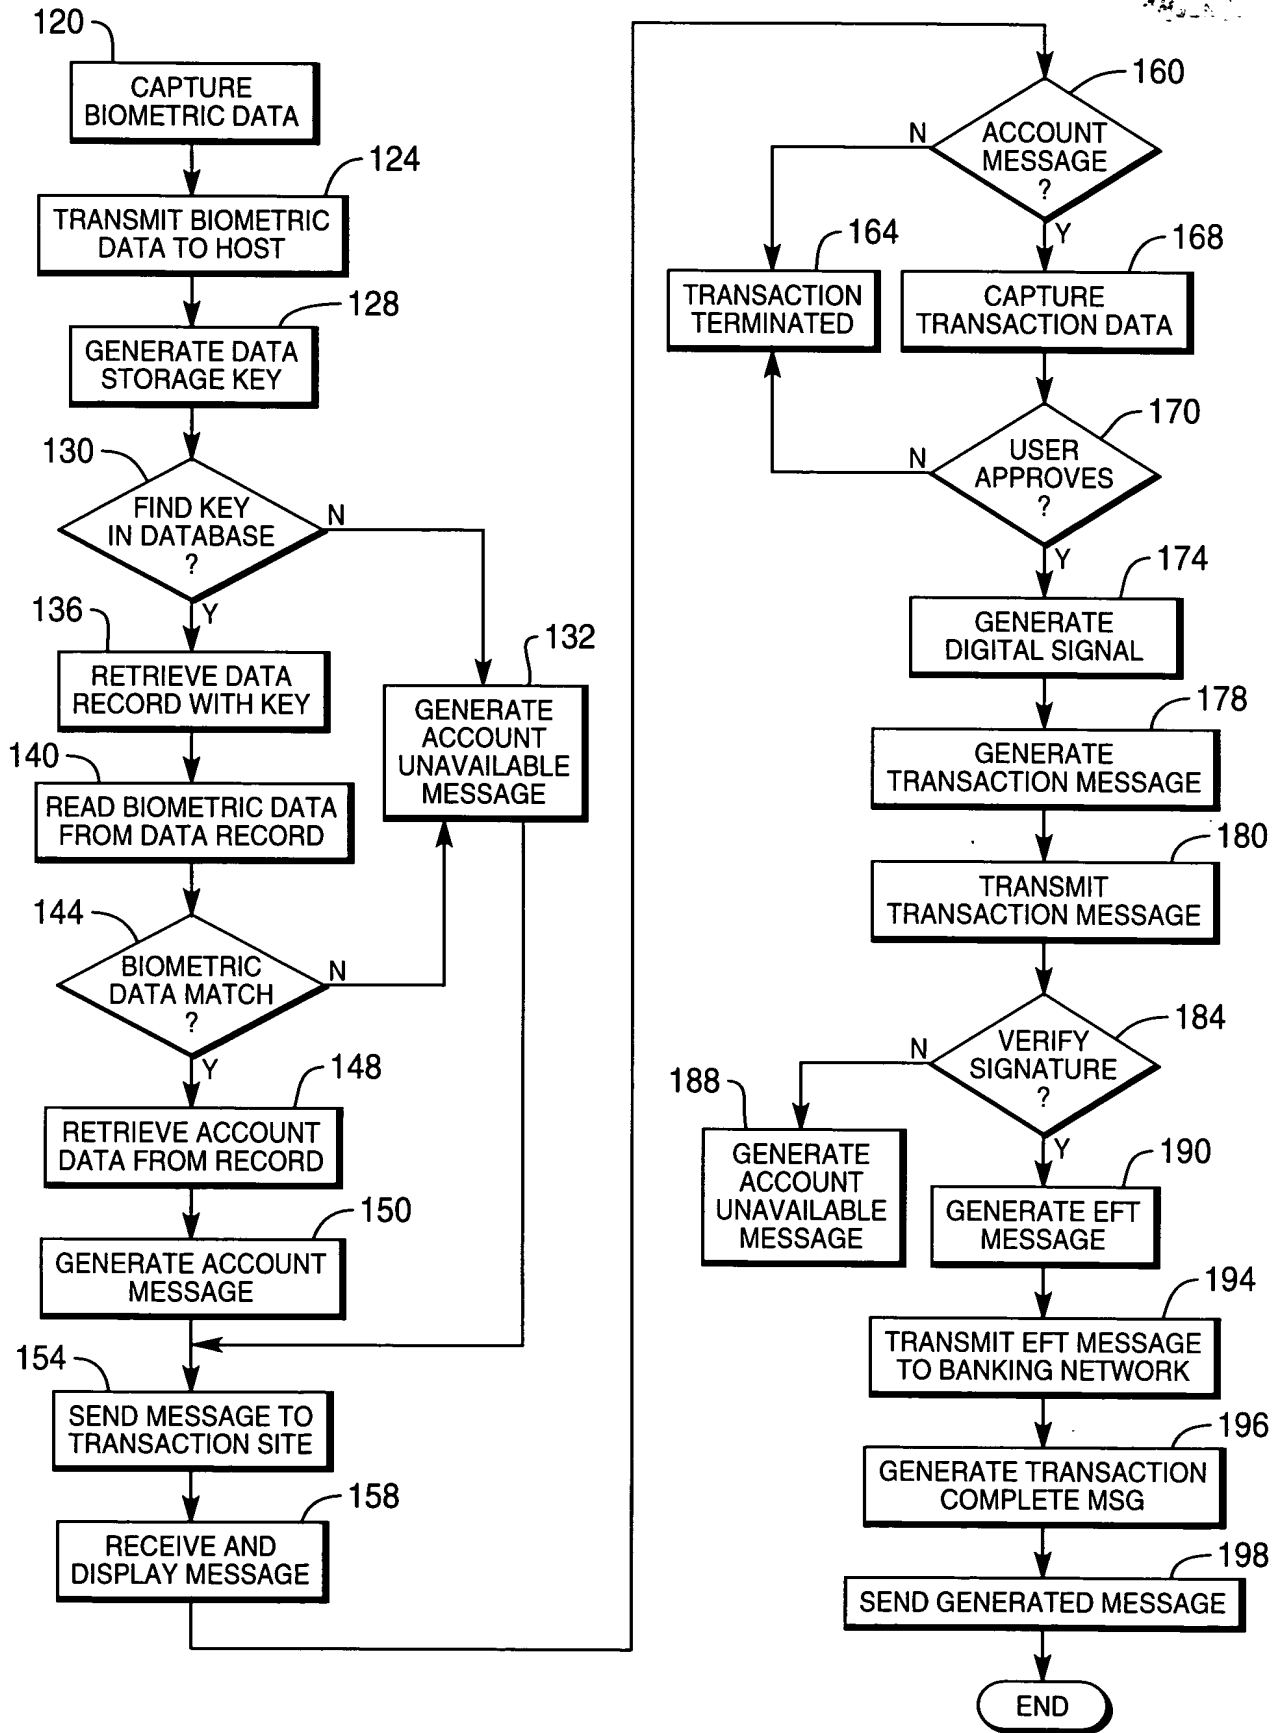 120
CAPTURE
BIOMETRIC DATA
124
TRANSMIT BIOMETRIC
DATA TO HOST
128
GENERATE DATA
STORAGE KEY
130
FIND KEY
IN DATABASE
?
N
Y
136
RETRIEVE DATA
RECORD WITH KEY
132
GENERATE
ACCOUNT
UNAVAILABLE
MESSAGE
140
READ BIOMETRIC DATA
FROM DATA RECORD
144
BIOMETRIC
DATA MATCH
?
N
Y
148
RETRIEVE ACCOUNT
DATA FROM RECORD
150
GENERATE ACCOUNT
MESSAGE
154
SEND MESSAGE TO
TRANSACTION SITE
158
RECEIVE AND
DISPLAY MESSAGE
160
ACCOUNT
MESSAGE
?
N
Y
164
TRANSACTION
TERMINATED
168
CAPTURE
TRANSACTION DATA
170
USER
APPROVES
?
N
Y
174
GENERATE
DIGITAL SIGNAL
178
GENERATE
TRANSACTION MESSAGE
180
TRANSMIT
TRANSACTION MESSAGE
184
VERIFY
SIGNATURE
?
N
Y
188
GENERATE
ACCOUNT
UNAVAILABLE
MESSAGE
190
GENERATE EFT
MESSAGE
194
TRANSMIT EFT MESSAGE
TO BANKING NETWORK
196
GENERATE TRANSACTION
COMPLETE MSG
198
SEND GENERATED MESSAGE
END